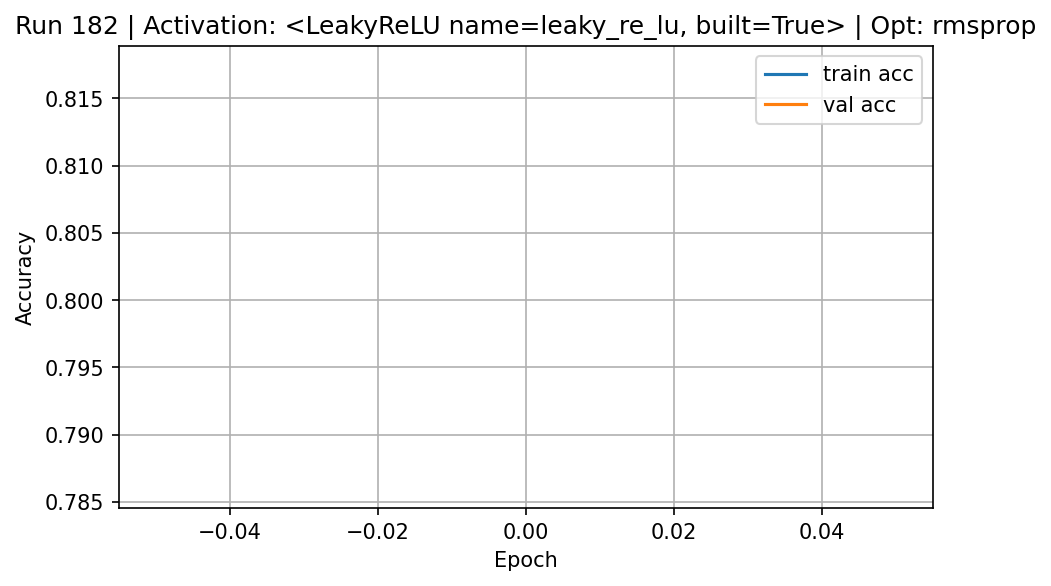 Run 182 | Activation: <LeakyReLU name=leaky_re_lu, built=True> | Opt: rmsprop
train acc
val acc
0.815
0.810
0.805
0.800
0.795
0.790
0.785
Accuracy
−0.04
−0.02
0.00
0.02
0.04
Epoch